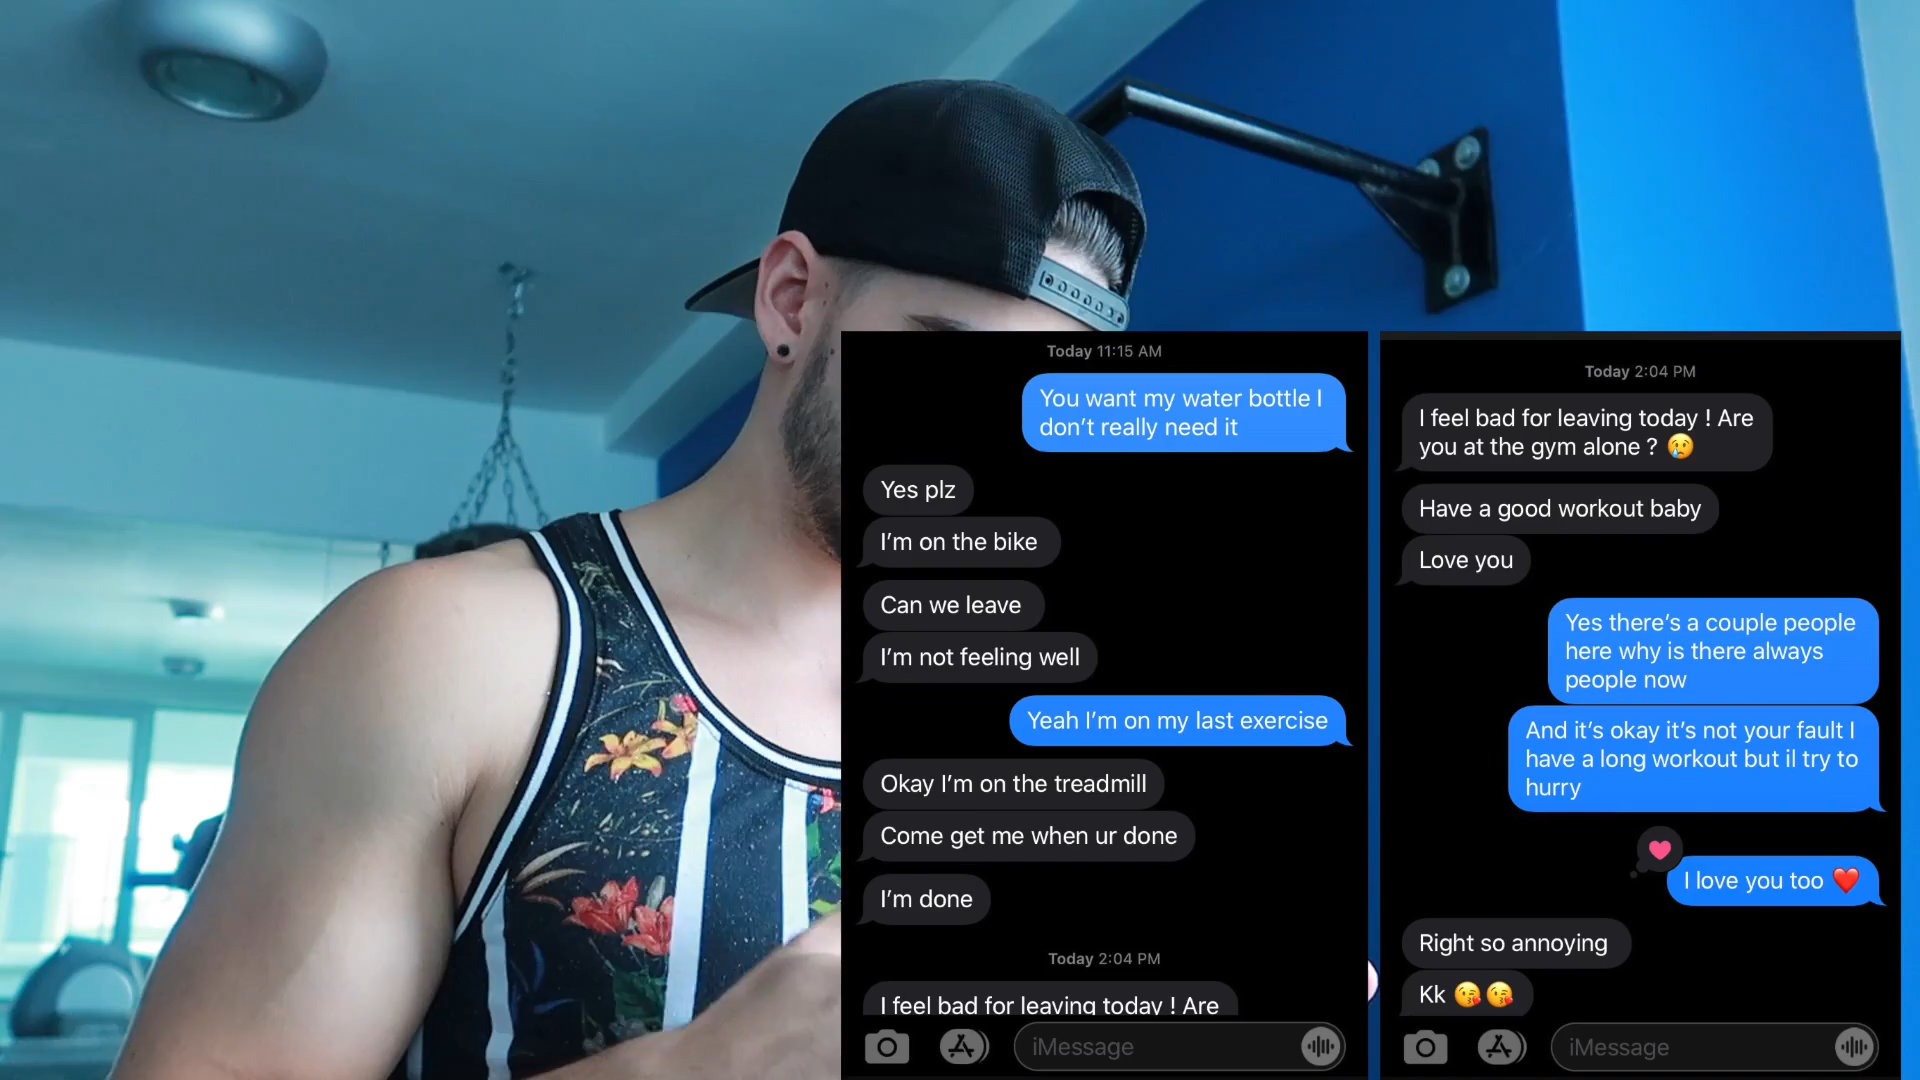 Today 11:15 AM
You want my water bottle I
don’t really need it
Yes plz
I’m on the bike
Can we leave
I’m not feeling well
Yeah I’m on my last exercise
Okay I’m on the treadmill
Come get me when ur done
I’m done
Today 2:04 PM
I feel bad for leaving today ! Are
iMessage
Today 2:04 PM
I feel bad for leaving today ! Are
you at the gym alone ? 😢
Have a good workout baby
Love you
Yes there’s a couple people
here why is there always
people now
And it’s okay it’s not your fault I
have a long workout but il try to
hurry
I love you too ❤️
Right so annoying
Kk 😘😘
iMessage